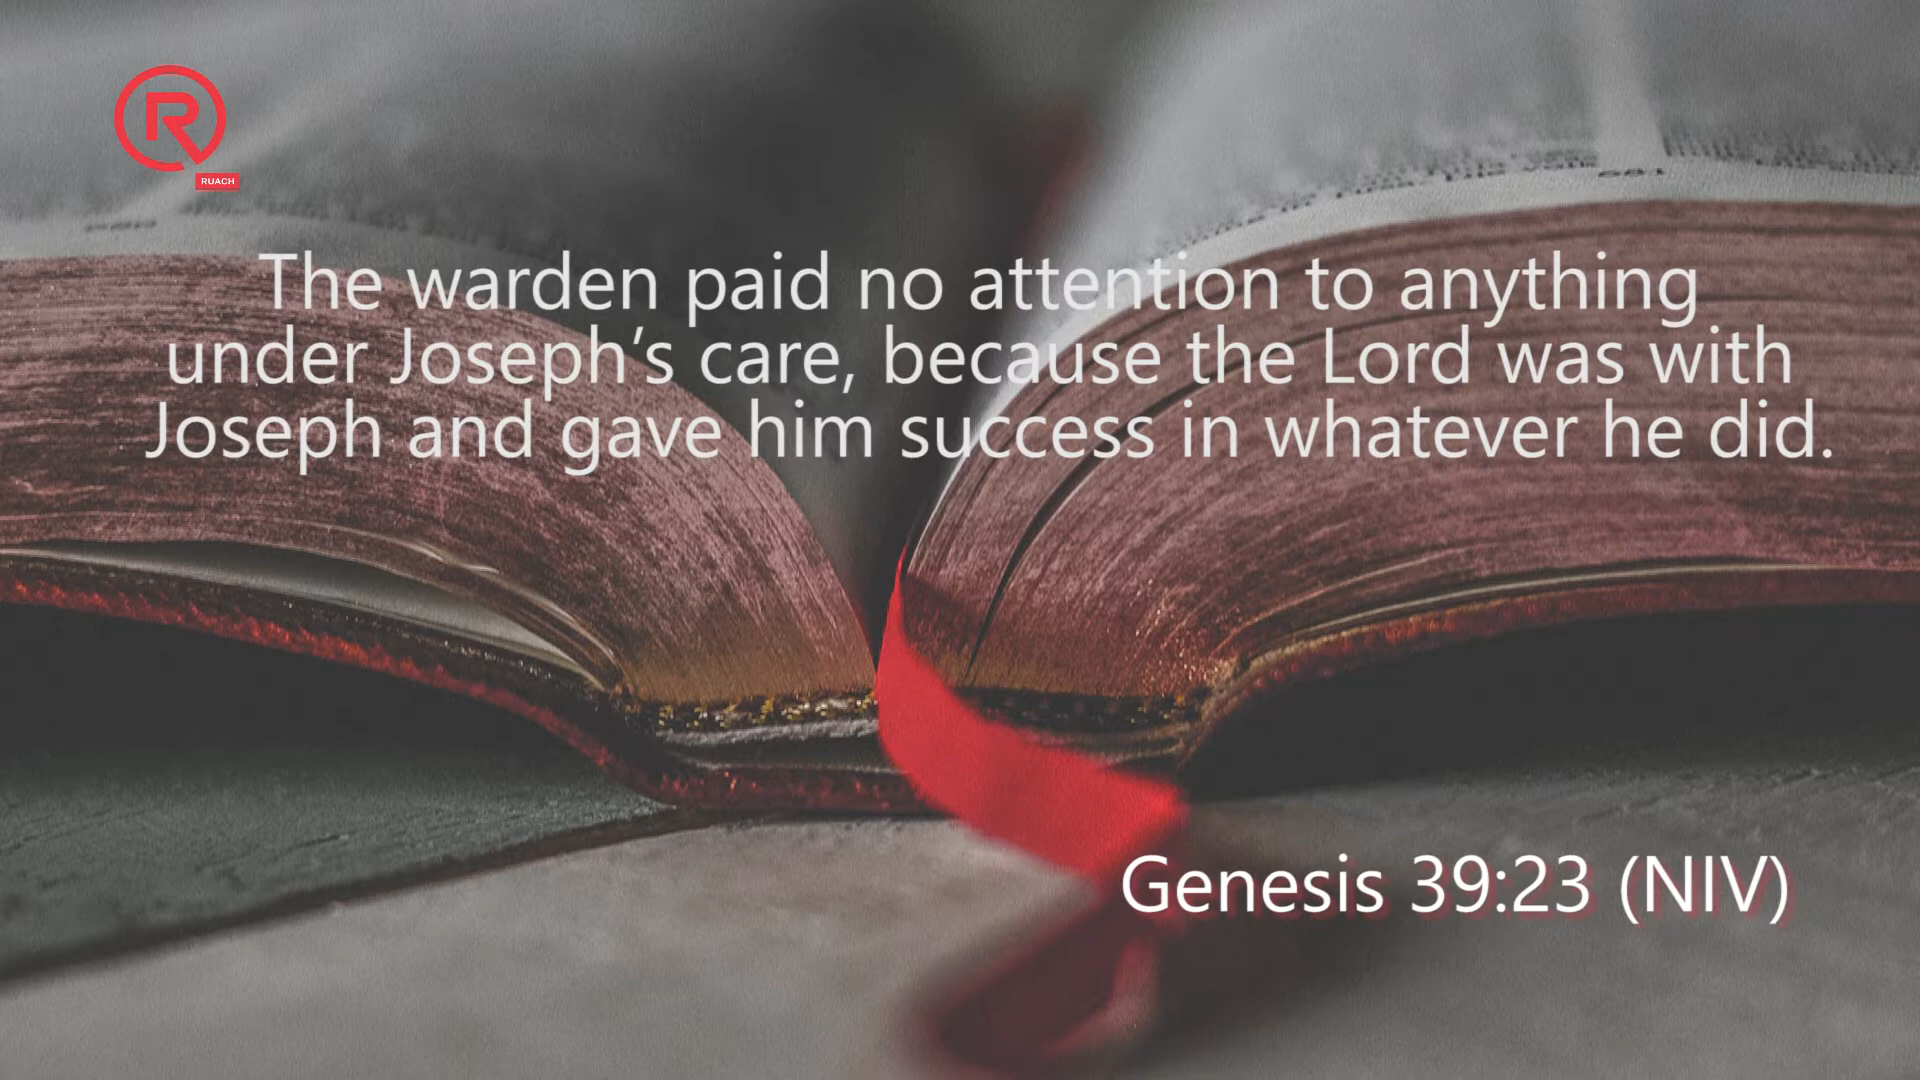 R
RUACH
The warden paid no attention to anything
under Joseph’s care, because the Lord was with
Joseph and gave him success in whatever he did.
Genesis 39:23 (NIV)